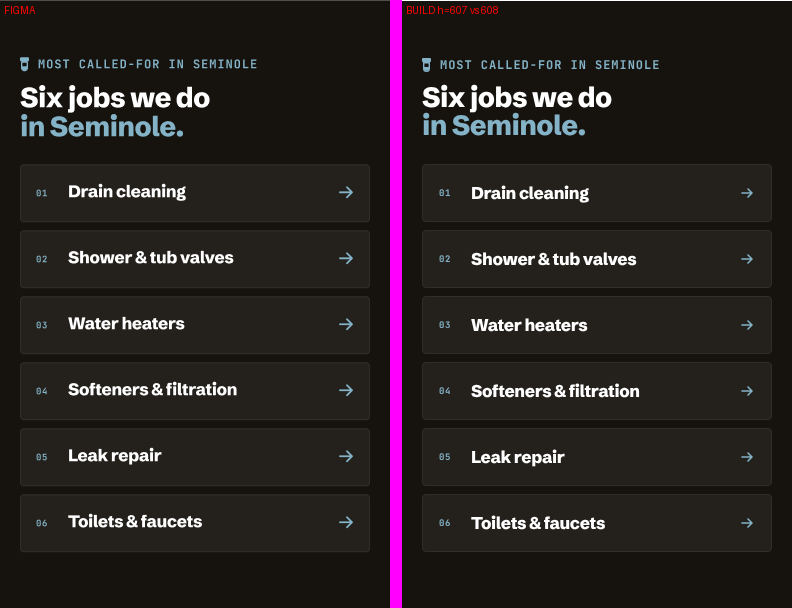 FIGMA
MOST CALLED-FOR IN SEMINOLE
Six jobs we do
in Seminole.
01 Drain cleaning
02 Shower & tub valves
03 Water heaters
04 Softeners & filtration
05 Leak repair
06 Toilets & faucets
BUILD h=607 vs 608
MOST CALLED-FOR IN SEMINOLE
Six jobs we do
in Seminole.
01 Drain cleaning
02 Shower & tub valves
03 Water heaters
04 Softeners & filtration
05 Leak repair
06 Toilets & faucets